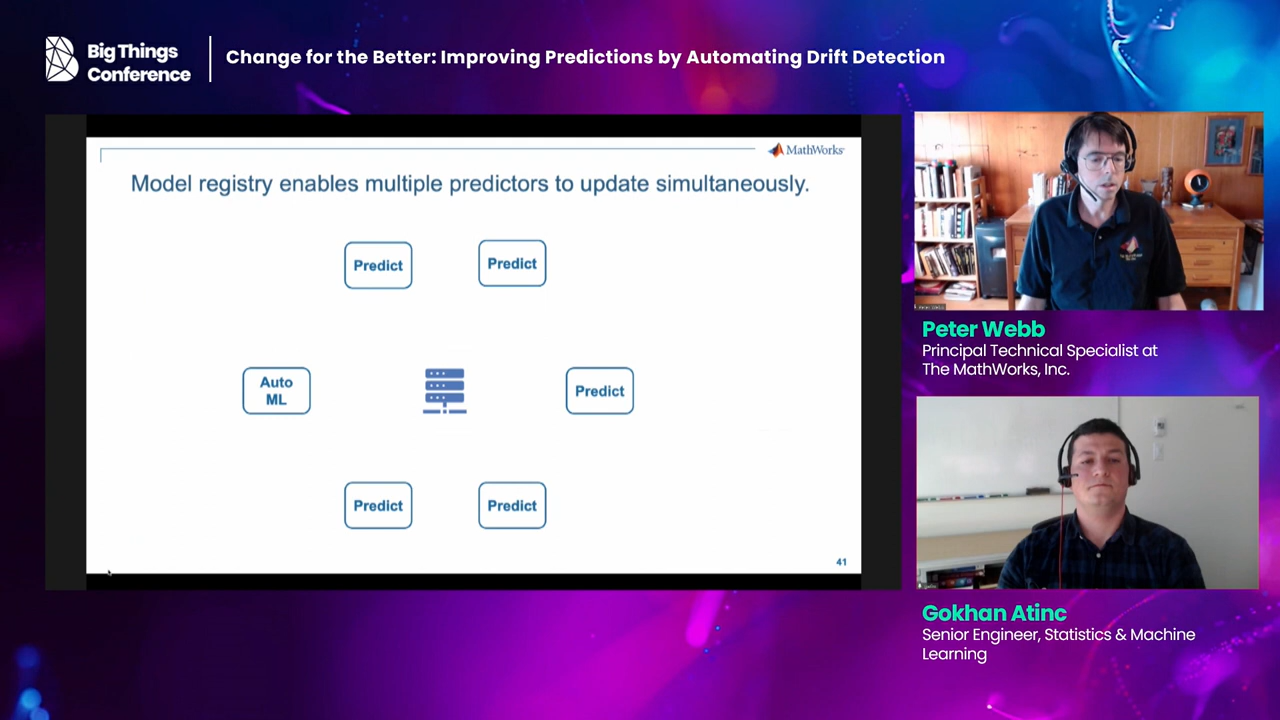 Big Things
Conference
Change for the Better: Improving Predictions by Automating Drift Detection
MathWorks
Model registry enables multiple predictors to update simultaneously.
Predict
Predict
Auto
ML
Predict
Predict
Predict
41
Peter Webb
Principal Technical Specialist at
The MathWorks, Inc.
Gokhan Atinc
Senior Engineer, Statistics & Machine
Learning